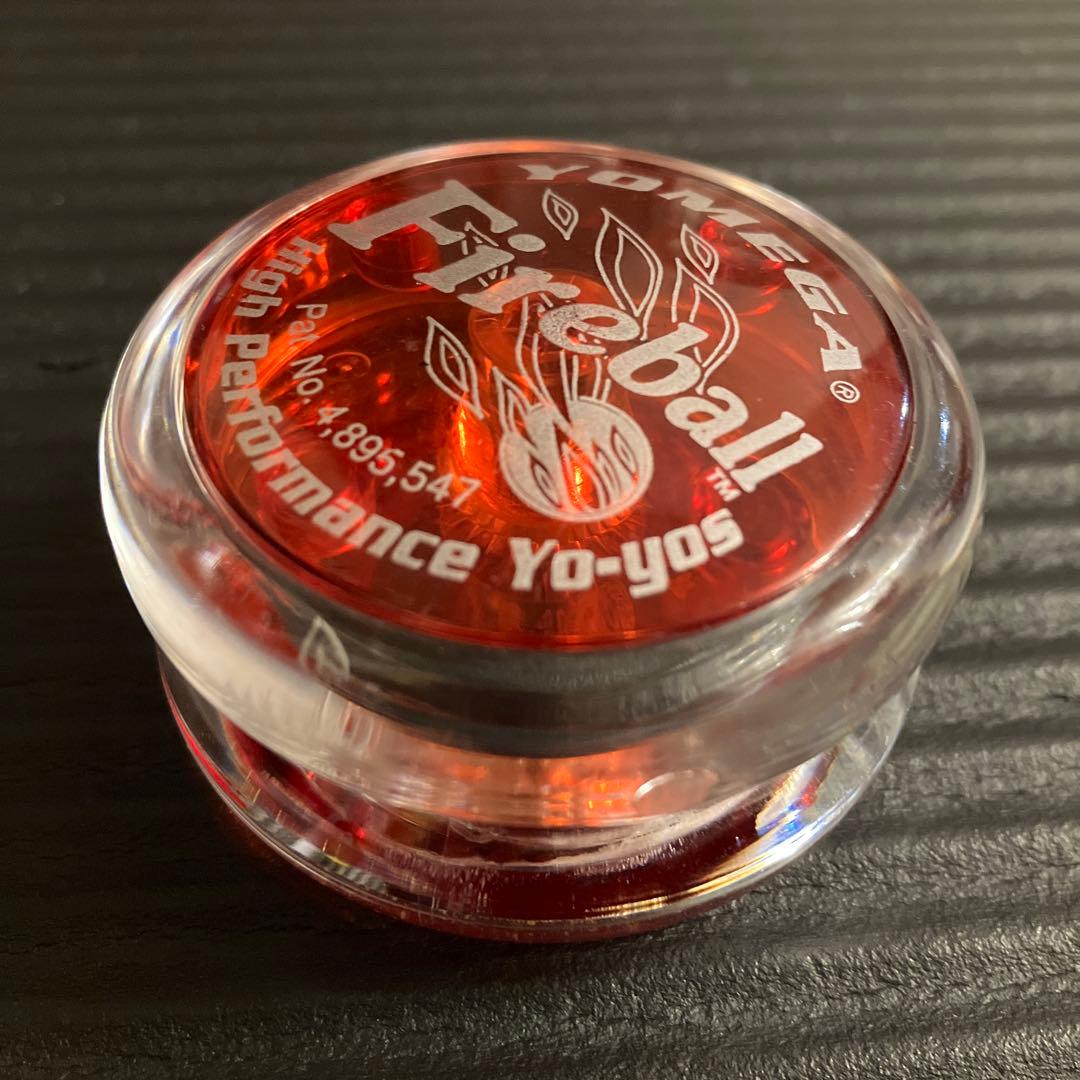 YOMEGA®
Fireball™
Pat No. 4,895,547
High Performance Yo-yos